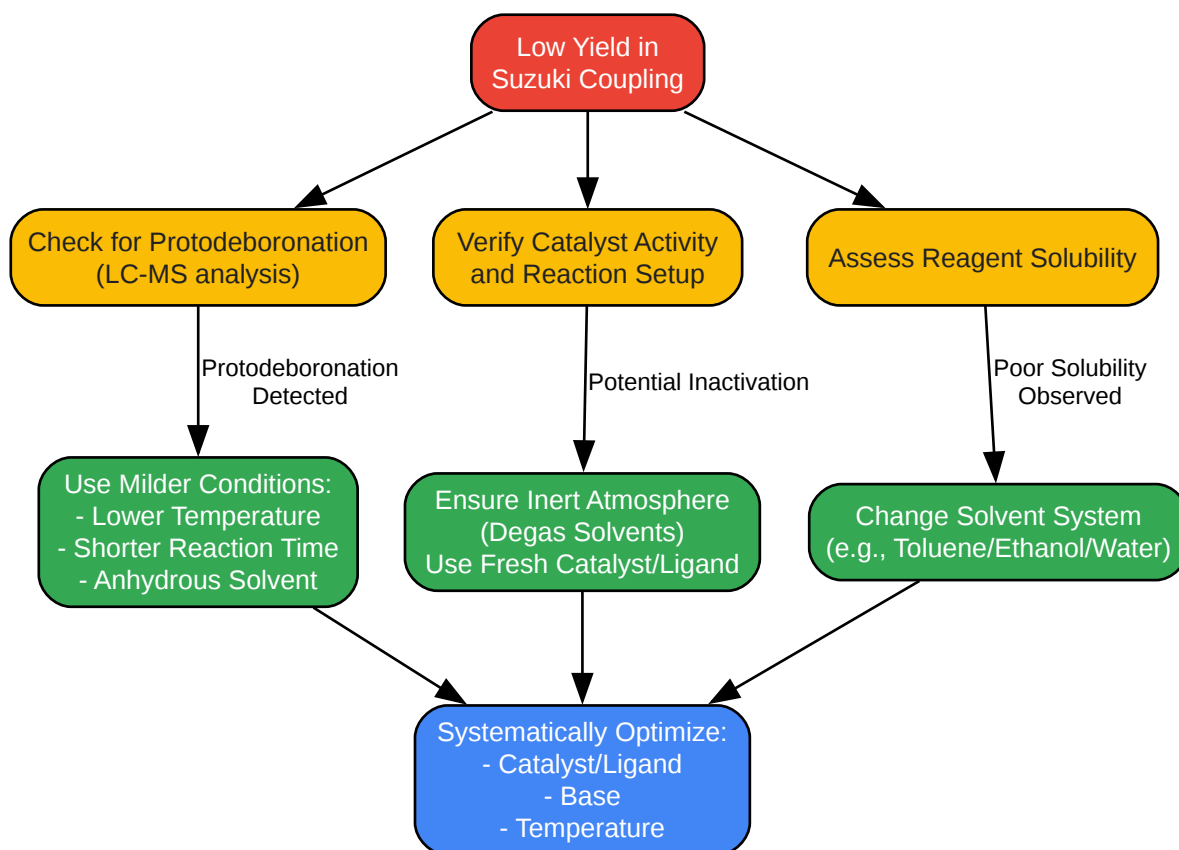 Low Yield in
Suzuki Coupling
Check for Protodeboronation
(LC-MS analysis)
Verify Catalyst Activity
and Reaction Setup
Assess Reagent Solubility
Protodeboronation
Detected
Potential Inactivation
Poor Solubility
Observed
Use Milder Conditions:
- Lower Temperature
- Shorter Reaction Time
- Anhydrous Solvent
Ensure Inert Atmosphere
(Degas Solvents)
Use Fresh Catalyst/Ligand
Change Solvent System
(e.g., Toluene/Ethanol/Water)
Systematically Optimize:
- Catalyst/Ligand
- Base
- Temperature